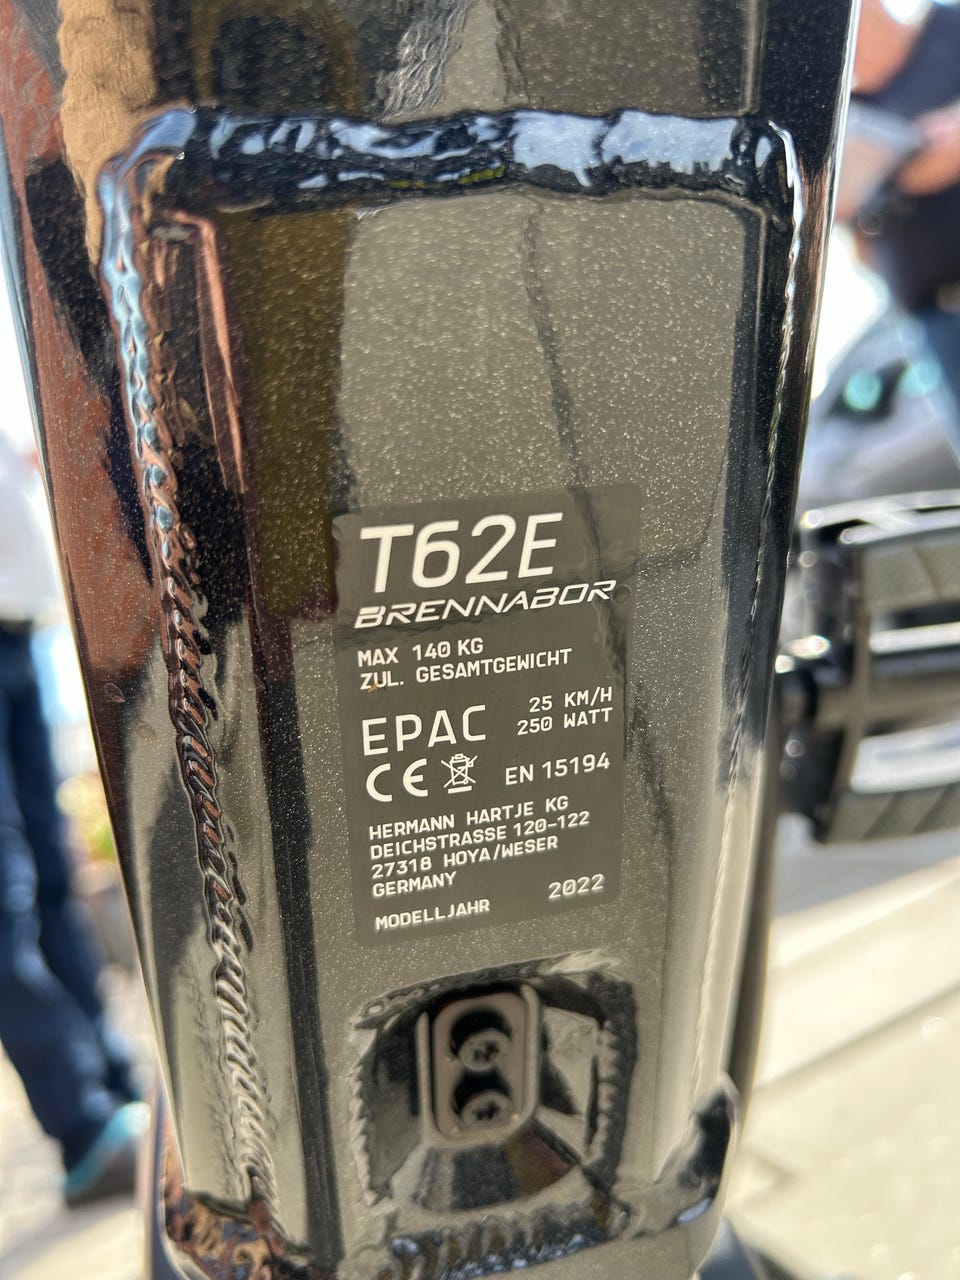 T62E
BRENNABOR
MAX 140 KG
ZUL. GESAMTGEWICHT
EPAC 25 KM/H
250 WATT
CE EN 15194
HERMANN HARTJE KG
DEICHSTRASSE 120-122
27318 HOYA/WESER
GERMANY
MODELLJAHR 2022